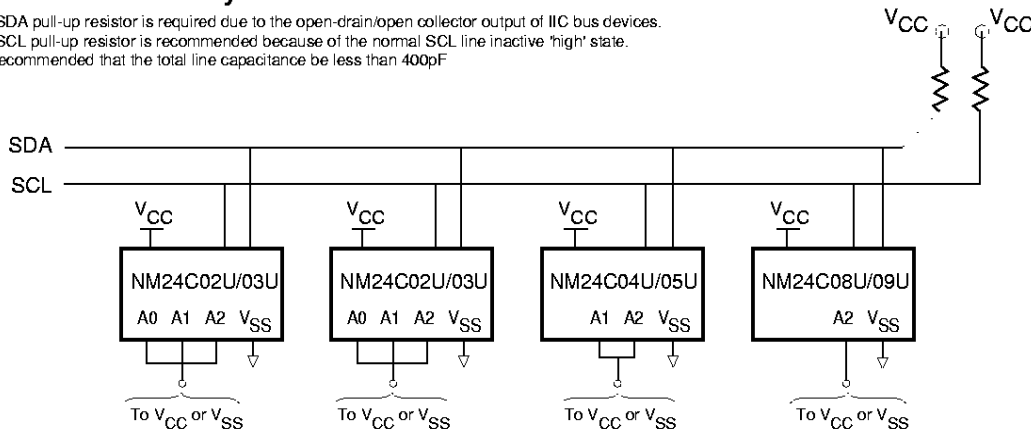 SDA pull-up resistor is required due to the open-drain/open collector output of IIC bus devices.
SCL pull-up resistor is recommended because of the normal SCL line inactive 'high' state.
ecommended that the total line capacitance be less than 400pF
VCC VCC
SDA
SCL
VCC VCC VCC VCC
NM24C02U/03U NM24C02U/03U NM24C04U/05U NM24C08U/09U
A0 A1 A2 VSS A0 A1 A2 VSS A1 A2 VSS A2 VSS
To VCC or VSS To VCC or VSS To VCC or VSS To VCC or VSS